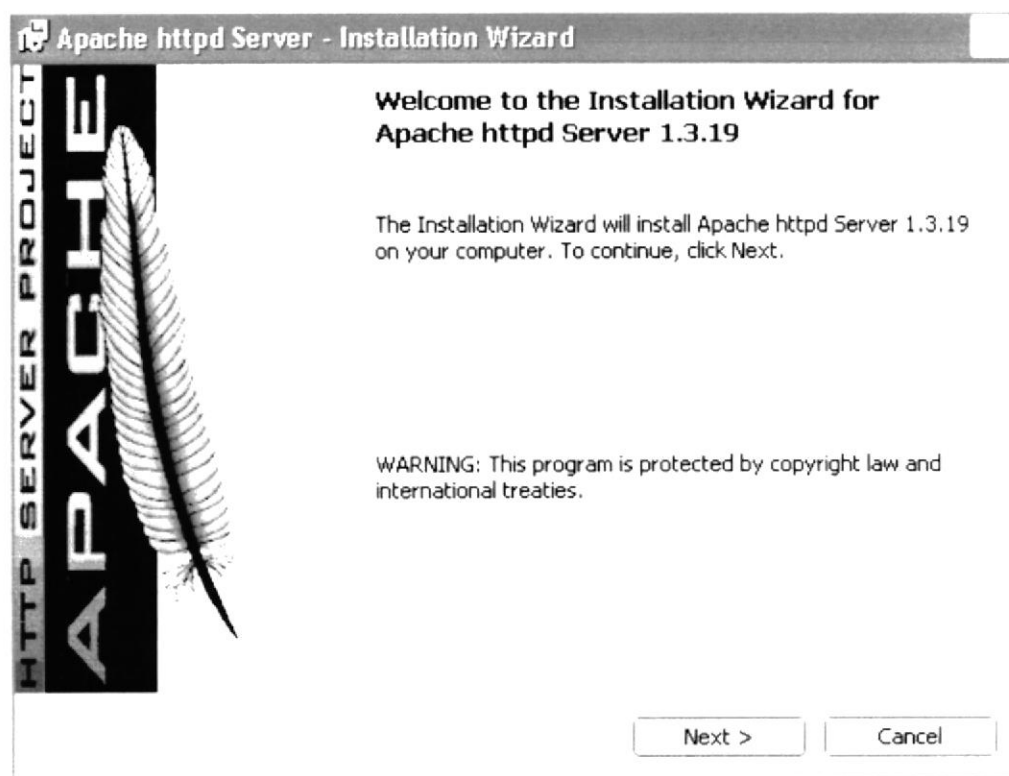 Apache httpd Server - Installation Wizard
HTTP SERVER PROJECT
APACHE
Welcome to the Installation Wizard for
Apache httpd Server 1.3.19
The Installation Wizard will install Apache httpd Server 1.3.19
on your computer. To continue, click Next.
WARNING: This program is protected by copyright law and
international treaties.
Next >
Cancel